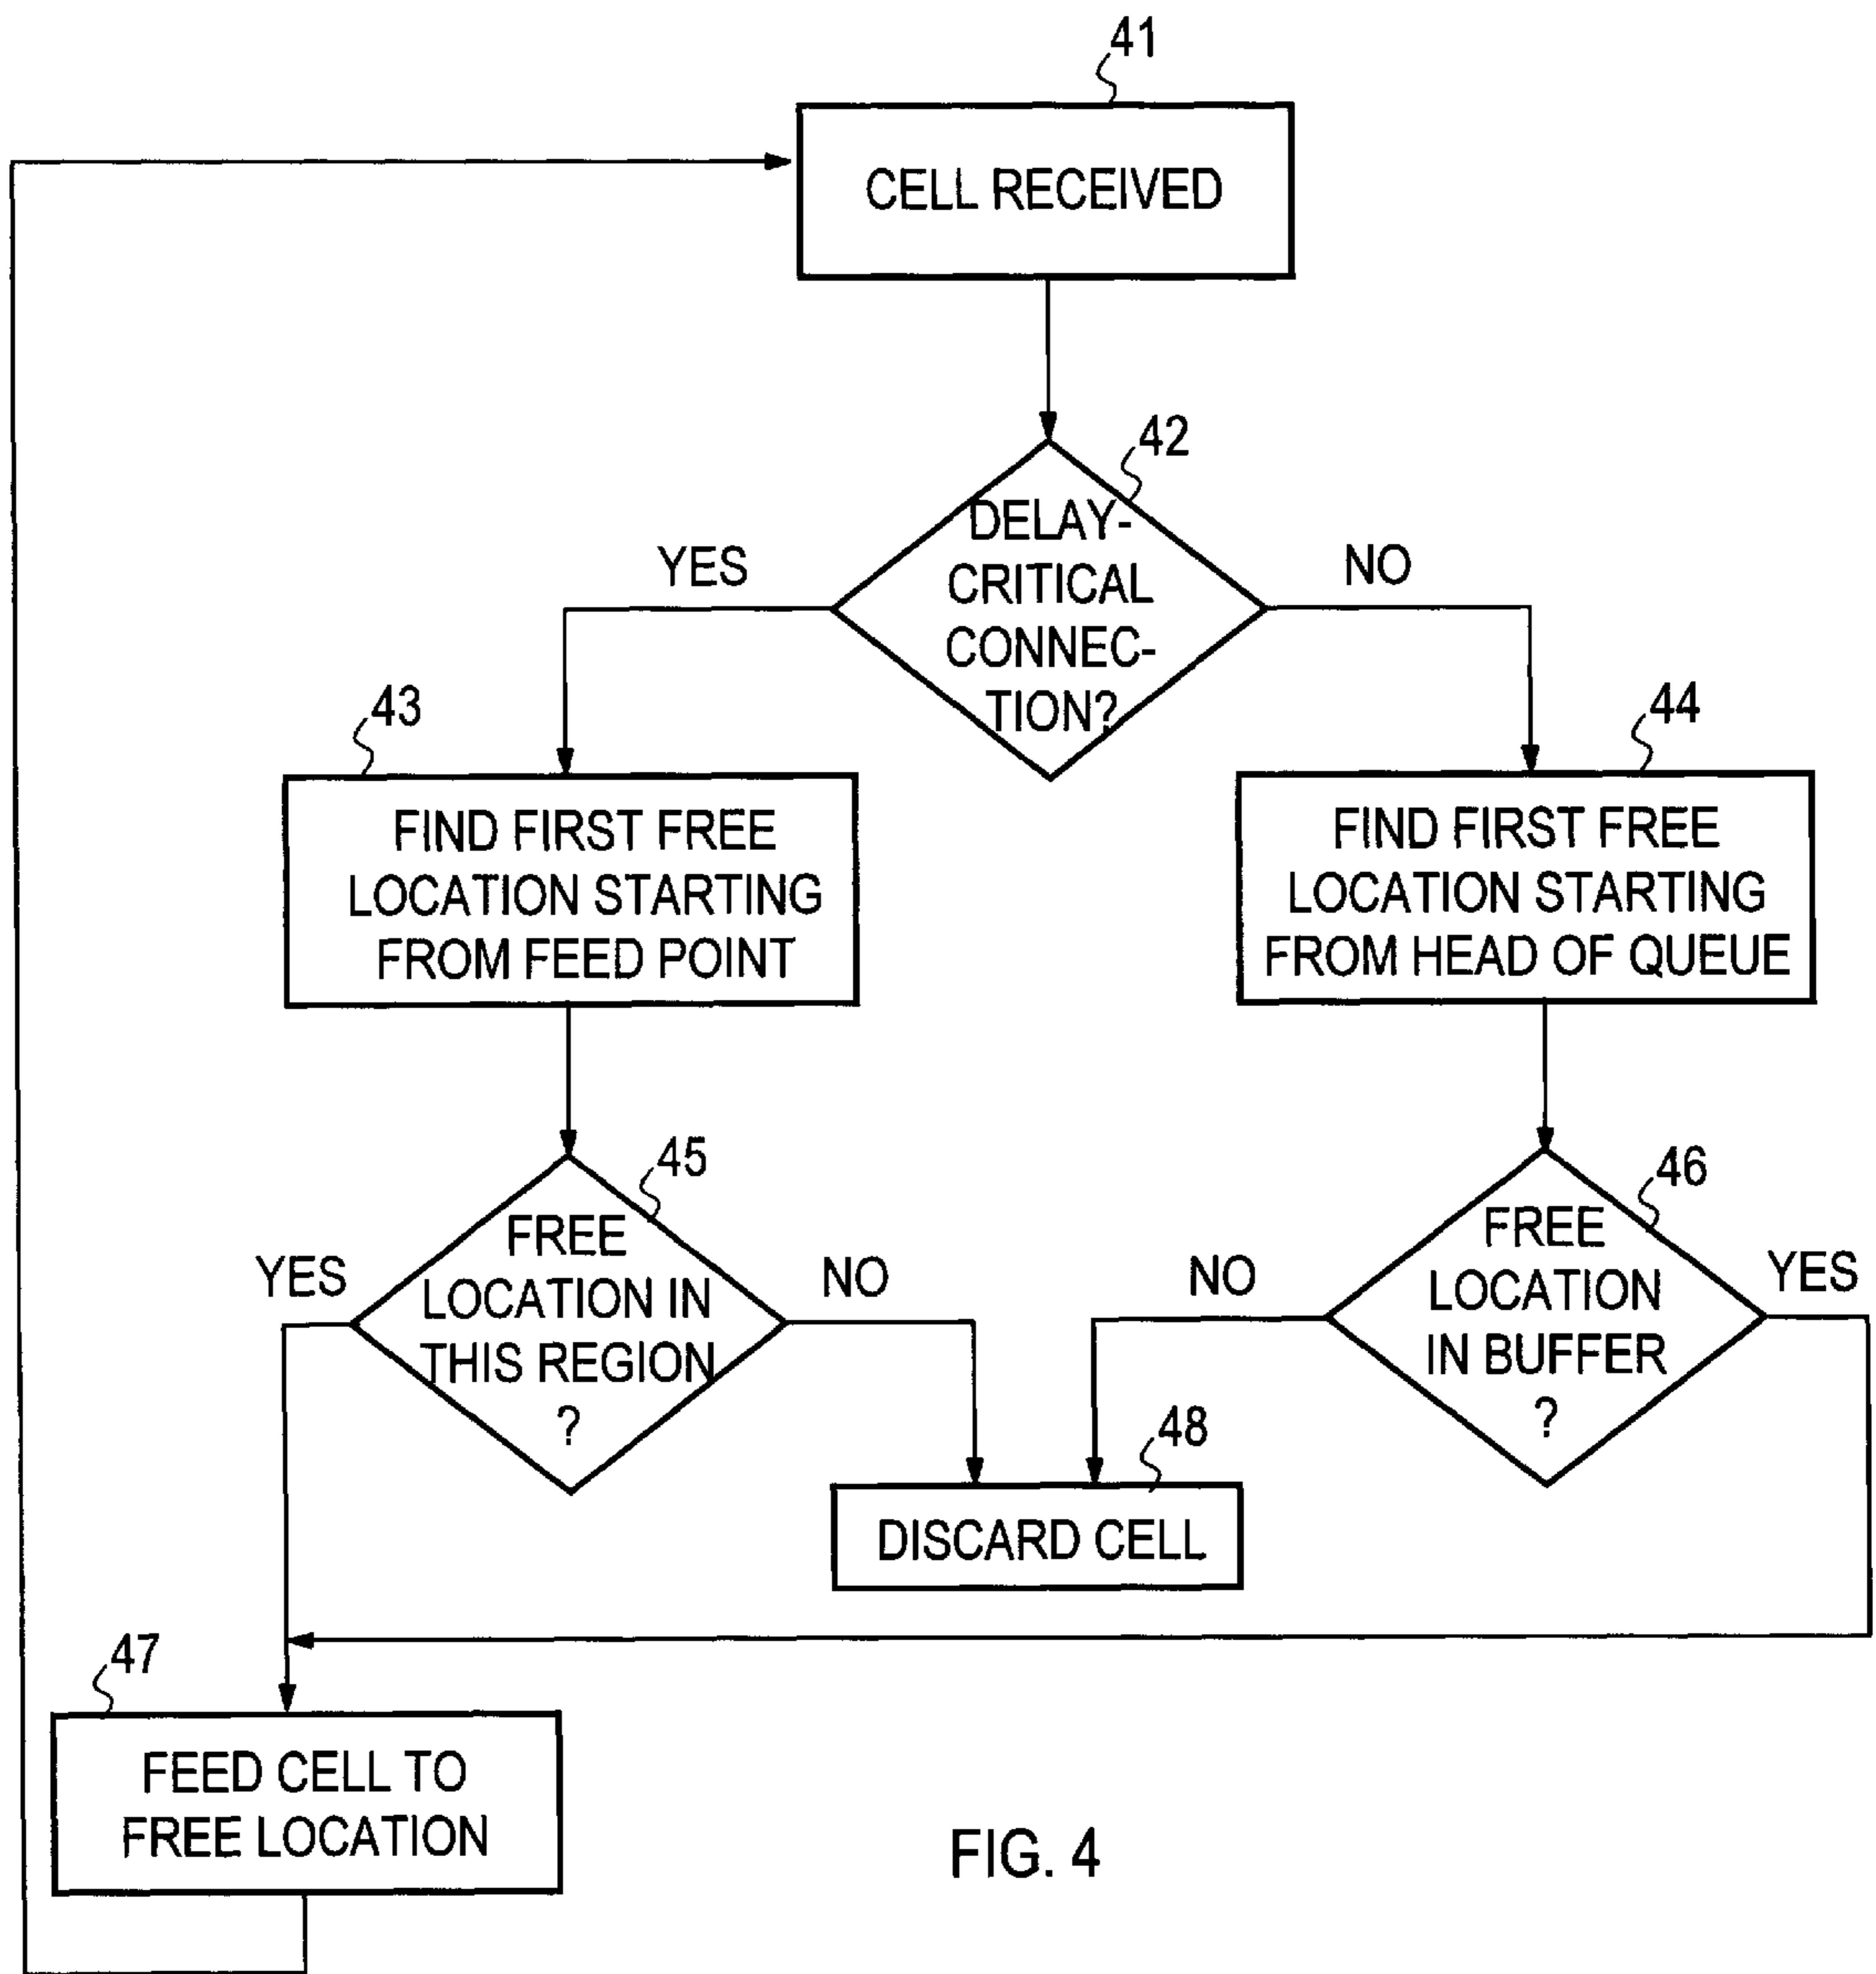 41
CELL RECEIVED
42
DELAY-
CRITICAL
CONNEC-
TION?
YES
NO
43
FIND FIRST FREE
LOCATION STARTING
FROM FEED POINT
44
FIND FIRST FREE
LOCATION STARTING
FROM HEAD OF QUEUE
45
FREE
LOCATION IN
THIS REGION
?
YES
NO
46
FREE
LOCATION
IN BUFFER
?
NO
YES
48
DISCARD CELL
47
FEED CELL TO
FREE LOCATION
FIG. 4